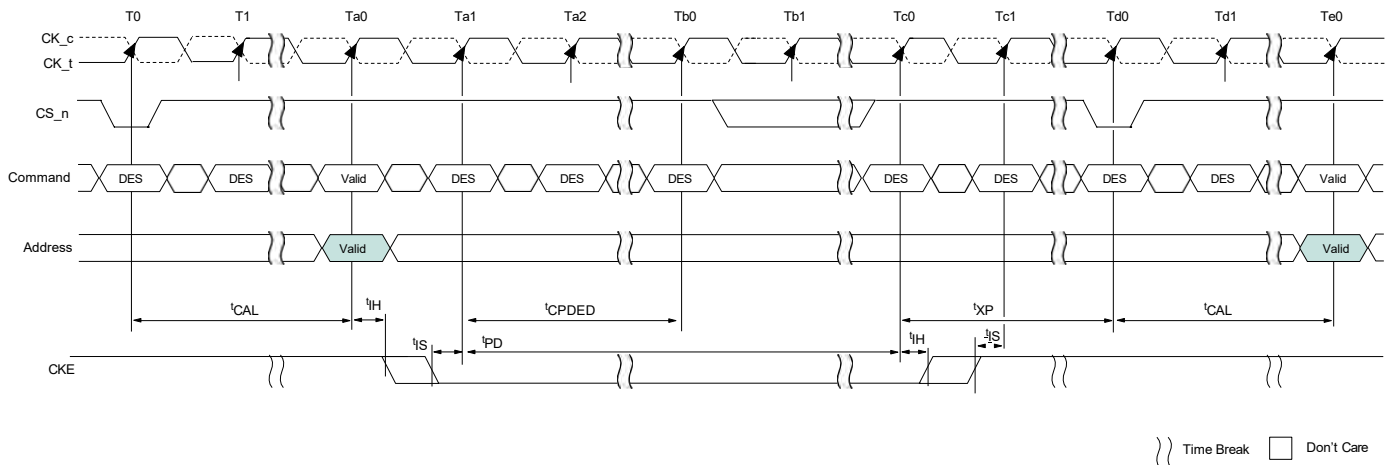 T0 T1 Ta0 Ta1 Ta2 Tb0 Tb1 Tc0 Tc1 Td0 Td1 Te0
CK_c
CK_t
CS_n
Command DES DES Valid DES DES DES DES DES DES DES Valid
Address Valid Valid
tCAL tIH tCPDED tXP tCAL
tIS tPD tIH tIS
CKE
Time Break Don't Care